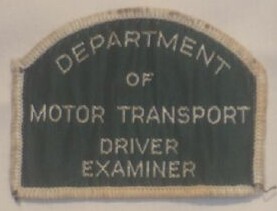 DEPARTMENT
OF
MOTOR TRANSPORT
DRIVER
EXAMINER